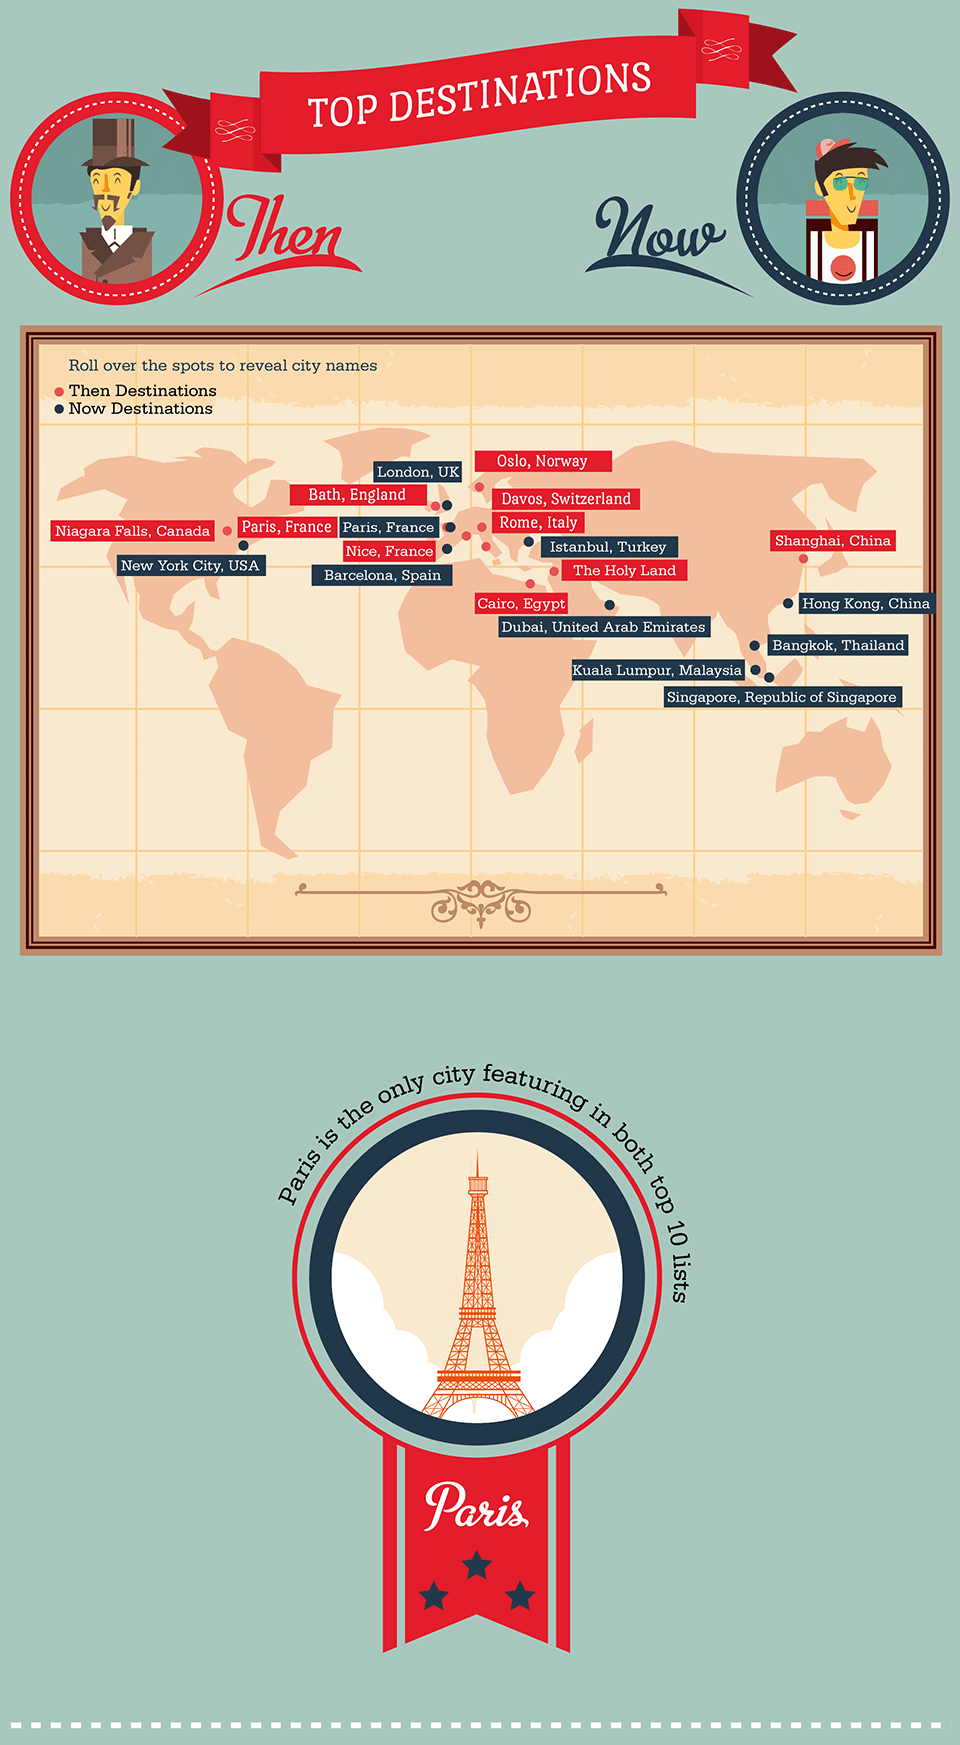 TOP DESTINATIONS
Then
Now
Roll over the spots to reveal city names
Then Destinations
Now Destinations
London, UK
Oslo, Norway
Bath, England
Davos, Switzerland
Niagara Falls, Canada
Paris, France
Paris, France
Rome, Italy
Shanghai, China
New York City, USA
Nice, France
Istanbul, Turkey
Barcelona, Spain
The Holy Land
Cairo, Egypt
Hong Kong, China
Dubai, United Arab Emirates
Bangkok, Thailand
Kuala Lumpur, Malaysia
Singapore, Republic of Singapore
Paris is the only city featuring in both top 10 lists
Paris